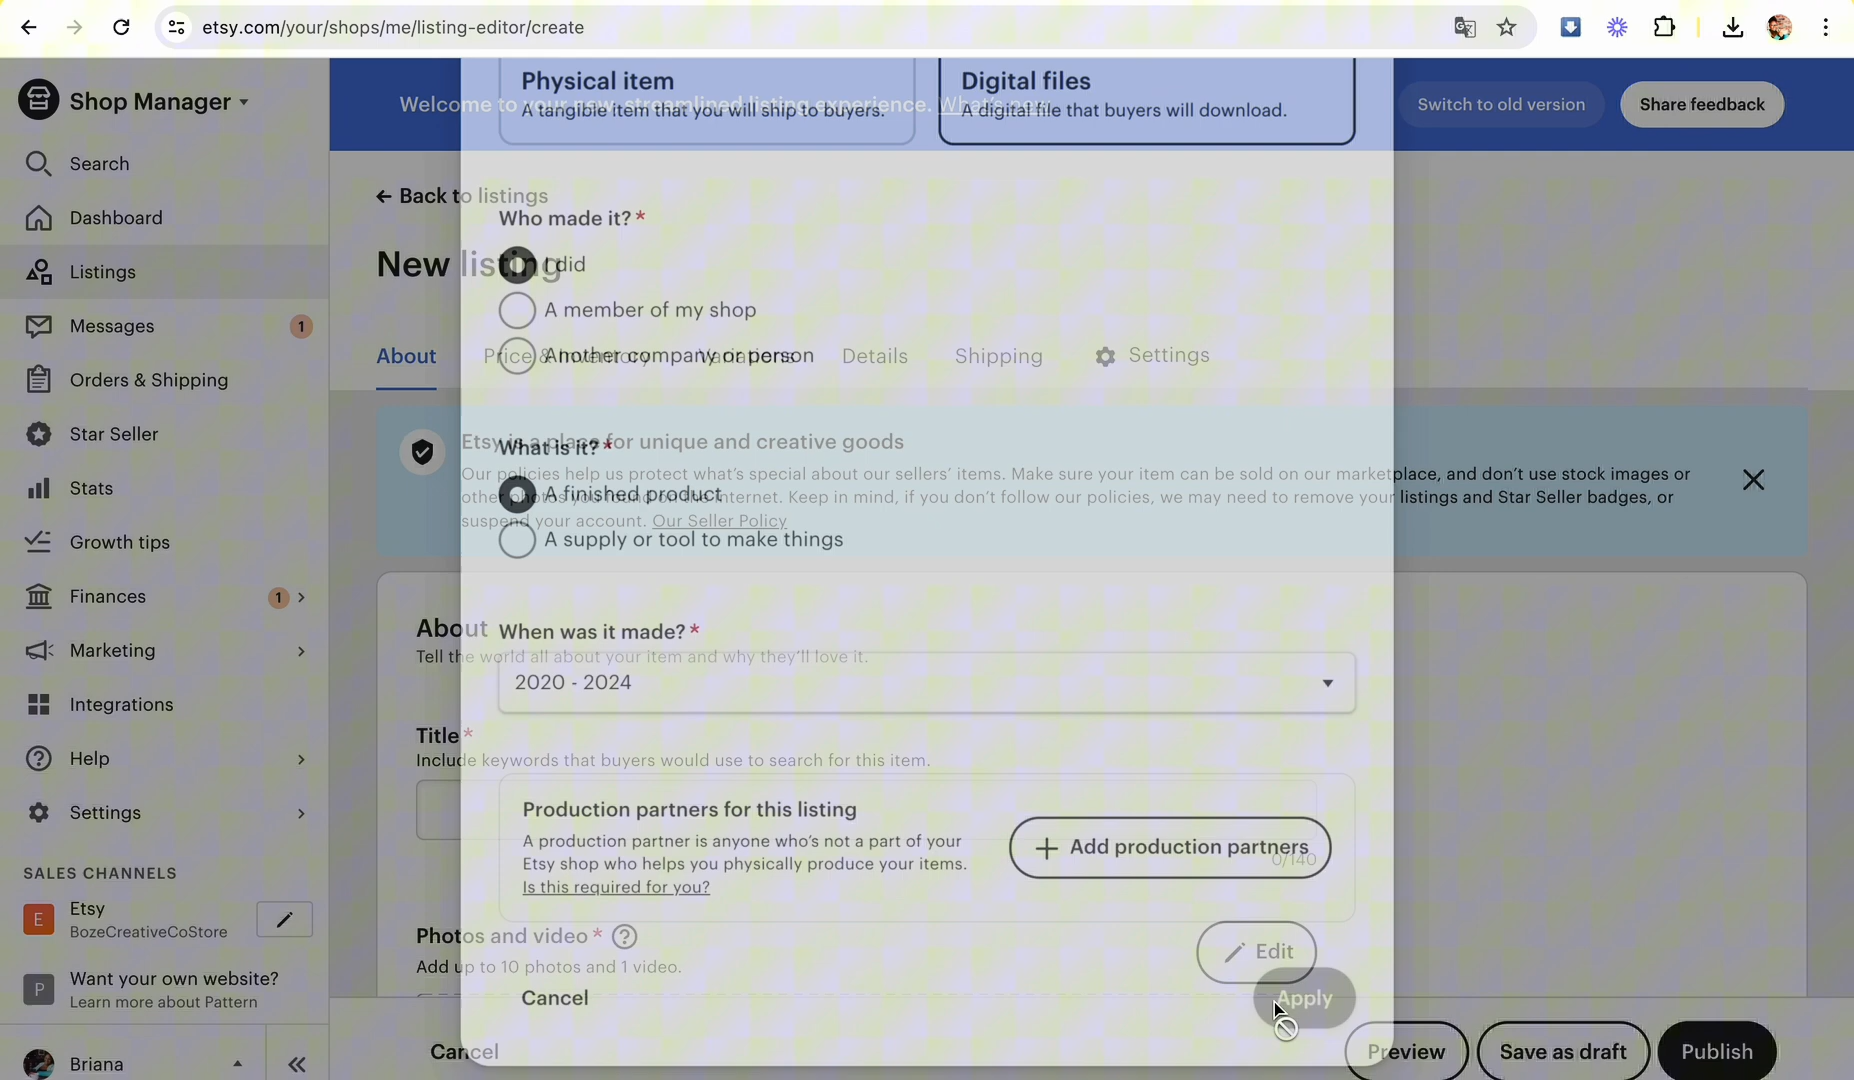 etsy.com/your/shops/me/listing-editor/create
Shop Manager
Search
Dashboard
Listings
Messages
1
Orders & Shipping
Star Seller
Stats
Growth tips
Finances
1
Marketing
Integrations
Help
Settings
SALES CHANNELS
E
Etsy
BozeCreativeCoStore
P
Want your own website?
Learn more about Pattern
Briana
Welcome to your new, streamlined listing experience. What's new
Switch to old version
Share feedback
Back to listings
New listing
About
Price & Inventory
Variations
Details
Shipping
Settings
Etsy is a place for unique and creative goods
Our policies help us protect what's special about our sellers' items. Make sure your item can be sold on our marketplace, and don't use stock images or
other photos you found on the internet. Keep in mind, if you don't follow our policies, we may need to remove your listings and Star Seller badges, or
suspend your account. Our Seller Policy
About
Tell the world all about your item and why they'll love it.
Title *
Include keywords that buyers would use to search for this item.
0/140
Photos and video *
Add up to 10 photos and 1 video.
Edit
Cancel
Preview
Save as draft
Publish
Physical item
A tangible item that you will ship to buyers.
Digital files
A digital file that buyers will download.
Who made it? *
I did
A member of my shop
Another company or person
What is it? *
A finished product
A supply or tool to make things
When was it made? *
2020 - 2024
Production partners for this listing
A production partner is anyone who's not a part of your
Etsy shop who helps you physically produce your items.
Is this required for you?
Add production partners
Cancel
Apply